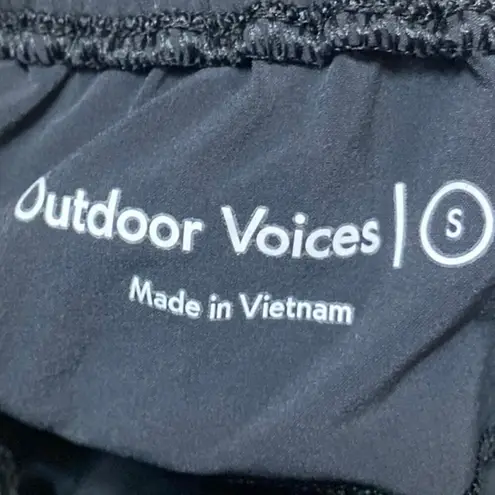 Outdoor Voices | S
Made in Vietnam